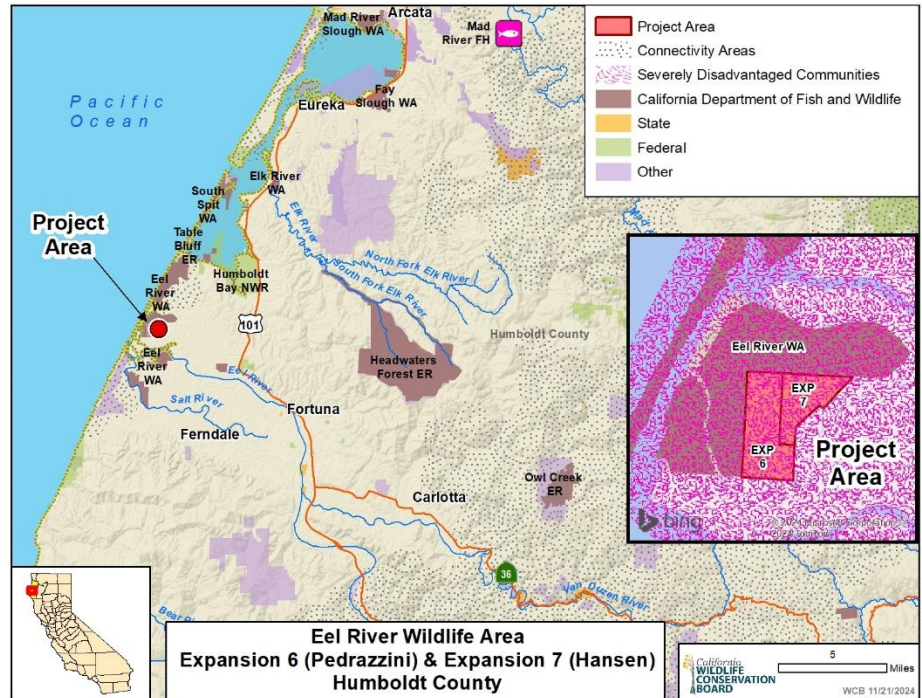 Mad River
Slough WA
Arcata
Mad
River FH
Pacific
Ocean
Eureka
Fay
Slough WA
Elk River
WA
South
Spit
WA
Table
Bluff
ER
Project
Area
Eel
River
WA
Humboldt
Bay NWR
101
Elk River
North Fork Elk River
South Fork Elk River
Humboldt County
Headwaters
Forest ER
Eel
River
WA
Eel River
Salt River
Fortuna
Ferndale
Carlotta
Owl Creek
ER
36
Van Duzen River
Project Area
Connectivity Areas
Severely Disadvantaged Communities
California Department of Fish and Wildlife
State
Federal
Other
Eel River WA
EXP
7
EXP
6
Project
Area
bing
Eel River Wildlife Area
Expansion 6 (Pedrazzini) & Expansion 7 (Hansen)
Humboldt County
California
WILDLIFE
CONSERVATION
BOARD
5
Miles
WCB 11/21/2024